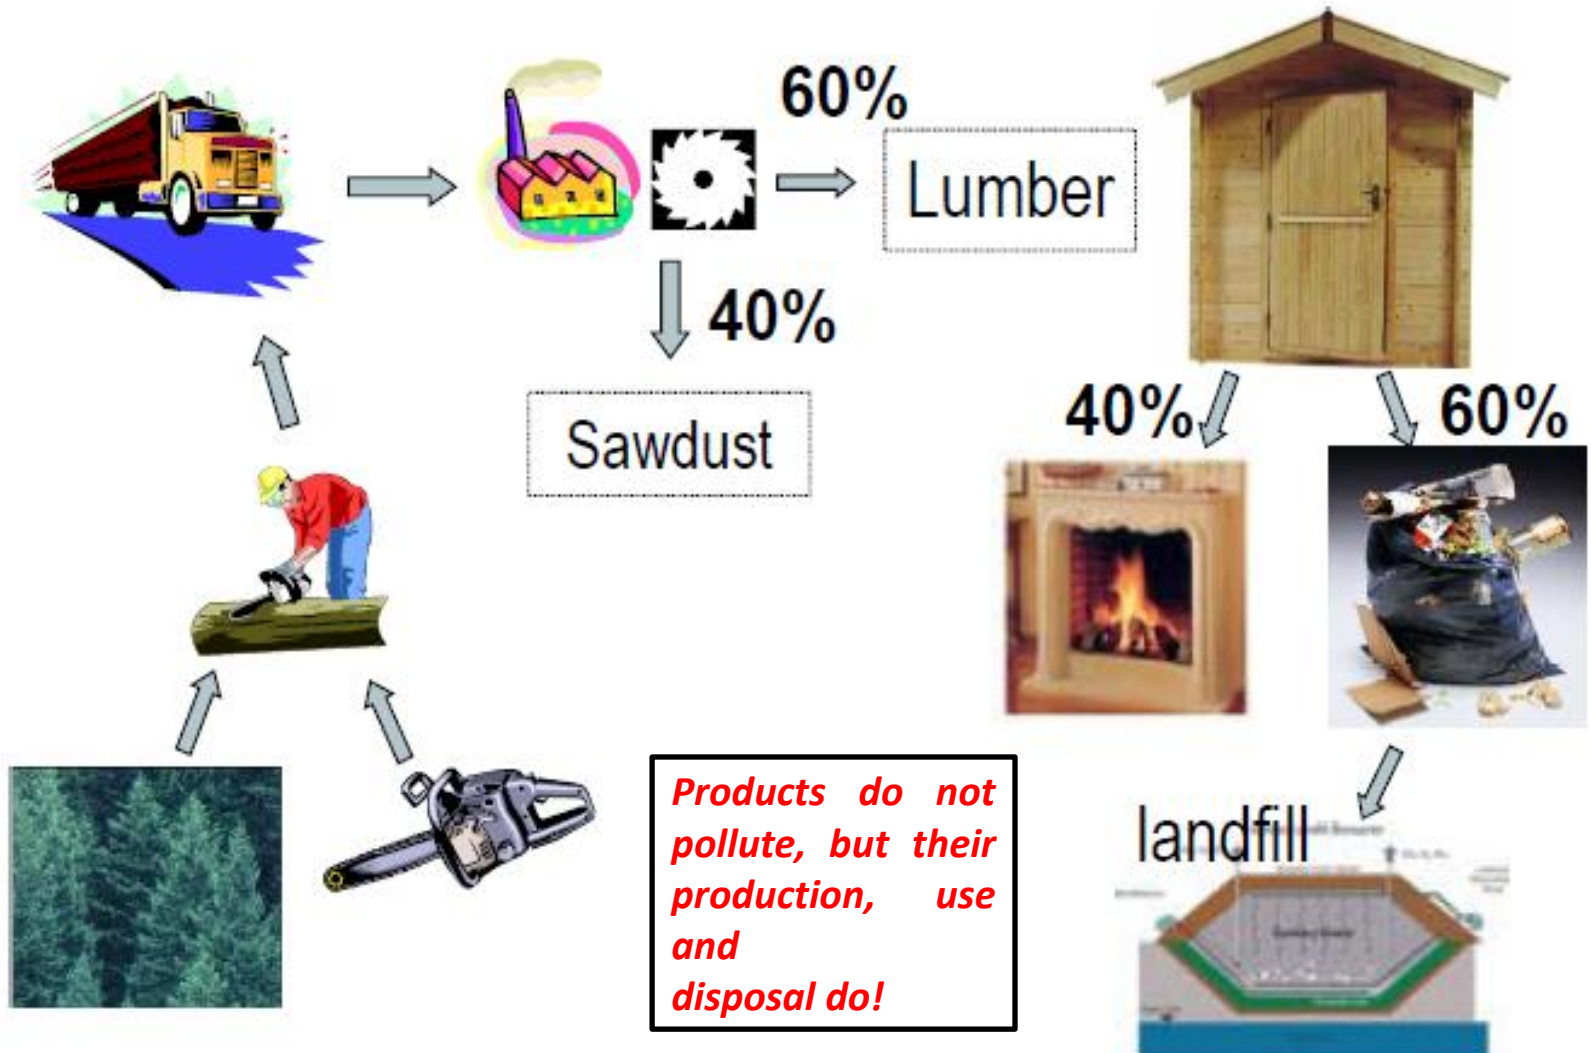 60%
Lumber
40%
Sawdust
40%
60%
Products do not
pollute, but their
production, use
and
disposal do!
landfill